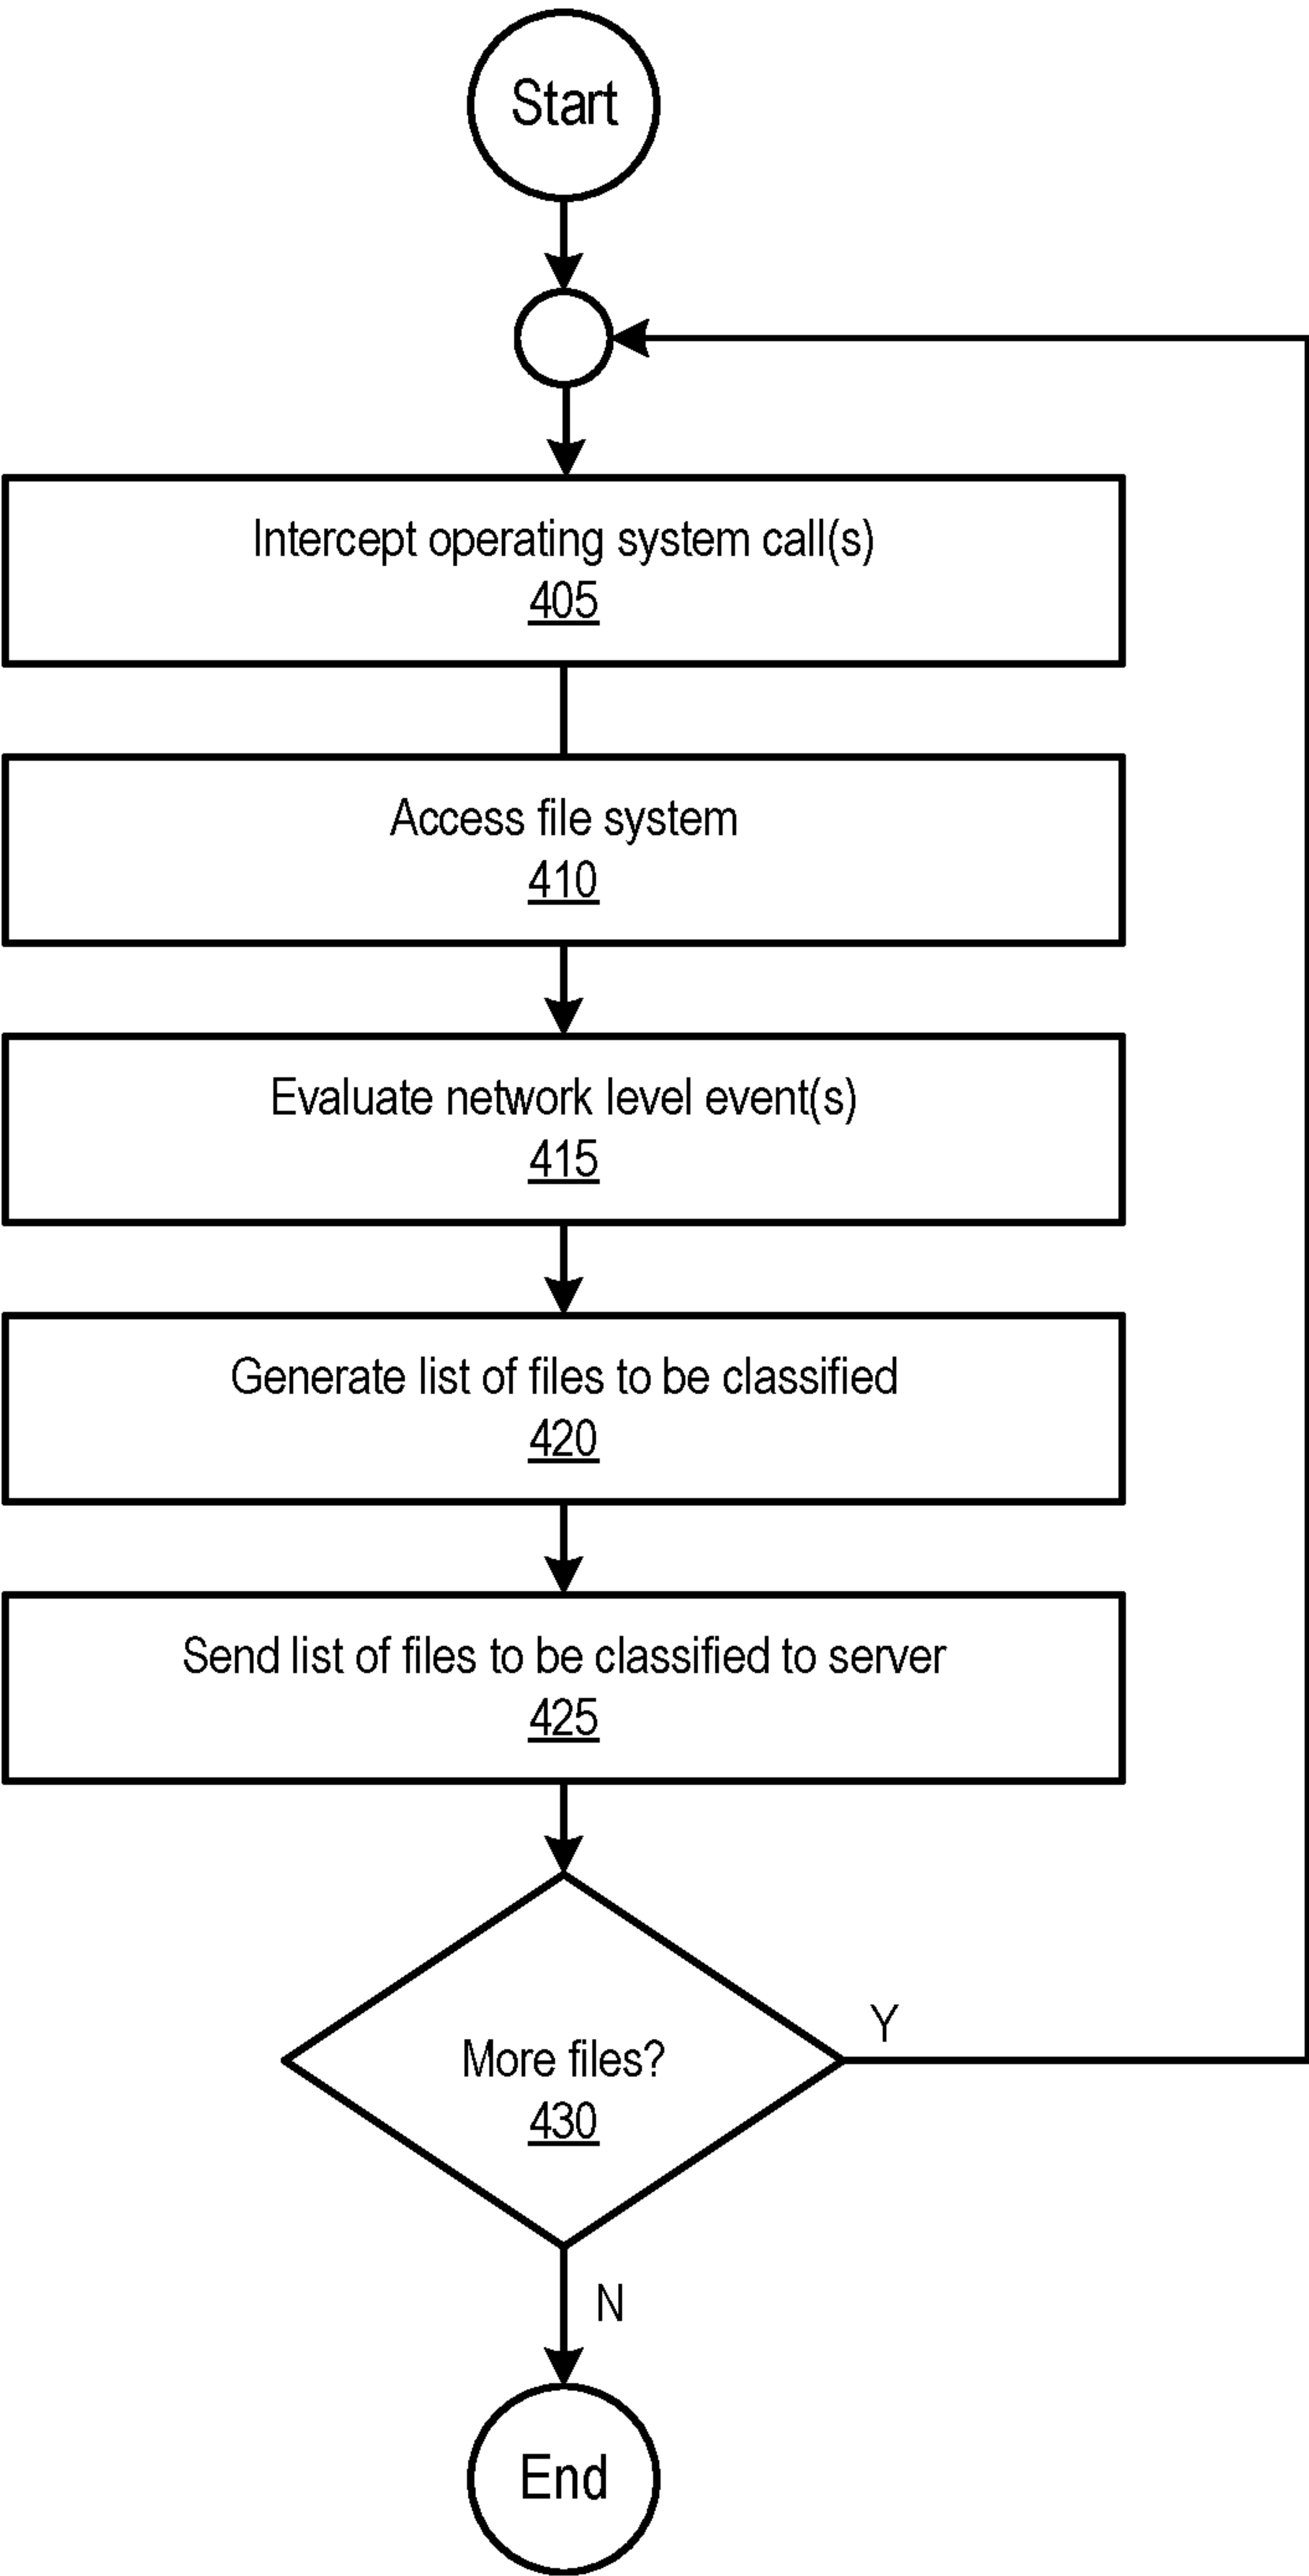 Start
Intercept operating system call(s)
405
Access file system
410
Evaluate network level event(s)
415
Generate list of files to be classified
420
Send list of files to be classified to server
425
Y
More files?
430
N
End